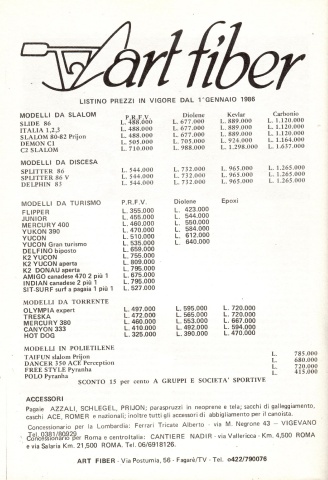 art fiber
LISTINO PREZZI IN VIGORE DAL 1°GENNAIO 1986
MODELLI DA SLALOM P.R.F.V. Diolene Kevlar Carbonio
SLIDE 86 L. 488.000 L. 677.000 L. 889.000 L. 1.120.000
ITALIA 1,2,3 L. 488.000 L. 677.000 L. 889.000 L. 1.120.000
SLALOM 80-82 Prijon L. 488.000 L. 677.000 L. 889.000 L. 1.120.000
DEMON C1 L. 505.000 L. 705.000 L. 924.000 L. 1.164.000
C2 SLALOM L. 710.000 L. 988.000 L. 1.298.000 L. 1.637.000
MODELLI DA DISCESA
SPLITTER 86 L. 544.000 L. 732.000 L. 965.000 L. 1.265.000
SPLITTER 86 V L. 544.000 L. 732.000 L. 965.000 L. 1.265.000
DELPHIN 83 L. 544.000 L. 732.000 L. 965.000 L. 1.265.000
MODELLI DA TURISMO P.R.F.V. Diolene Epoxi
FLIPPER L. 355.000 L. 423.000
JUNIOR L. 455.000 L. 544.000
MERCURY 400 L. 460.000 L. 550.000
YUKON 390 L. 470.000 L. 584.000
YUCON L. 510.000 L. 612.000
YUCON Gran turismo L. 535.000 L. 640.000
DELFINO biposto L. 659.000
K2 YUCON L. 755.000
K2 YUCON aperta L. 809.000
K2 DONAU aperta L. 795.000
AMIGO canadese 470 2 più 1 L. 675.000
INDIAN canadese 2 più 1 L. 795.000
SIT-SURF surf a pagaia 1 più 1 L. 527.000
MODELLI DA TORRENTE
OLYMPIA expert L. 497.000 L. 595.000 L. 720.000
TRESKA L. 472.000 L. 565.000 L. 720.000
MERCURY 380 L. 460.000 L. 553.000 L. 667.000
CANYON 333 L. 410.000 L. 492.000 L. 594.000
HOT DOG L. 325.000 L. 390.000 L. 470.000
MODELLI IN POLIETILENE
TAIFUN slalom Prijon L. 785.000
DANCER 350 ACE Perception L. 680.000
FREE STYLE Pyranha L. 720.000
POLO Pyranha L. 415.000
SCONTO 15 per cento A GRUPPI E SOCIETA' SPORTIVE
ACCESSORI
Pagaie AZZALI, SCHLEGEL, PRIJON; paraspruzzi in neoprene e tela; sacchi di galleggiamento,
caschi ACE, ROMER e nazionali; inoltre tutti gli accessori di abbigliamento per il canoista.
Concessionario per la Lombardia: Ferrari Tricate Alberto - via M. Negrone 43 - VIGEVANO
Tel. 0381/80929
Concessionario per Roma e centroItalia: CANTIERE NADIR - via Vallericca - Km. 4,500 ROMA
e via Salaria Km. 21,500 ROMA. Tel. 06/6918126.
ART FIBER - Via Postumia, 56 - Fagarè/TV - Tel. 0422/790076